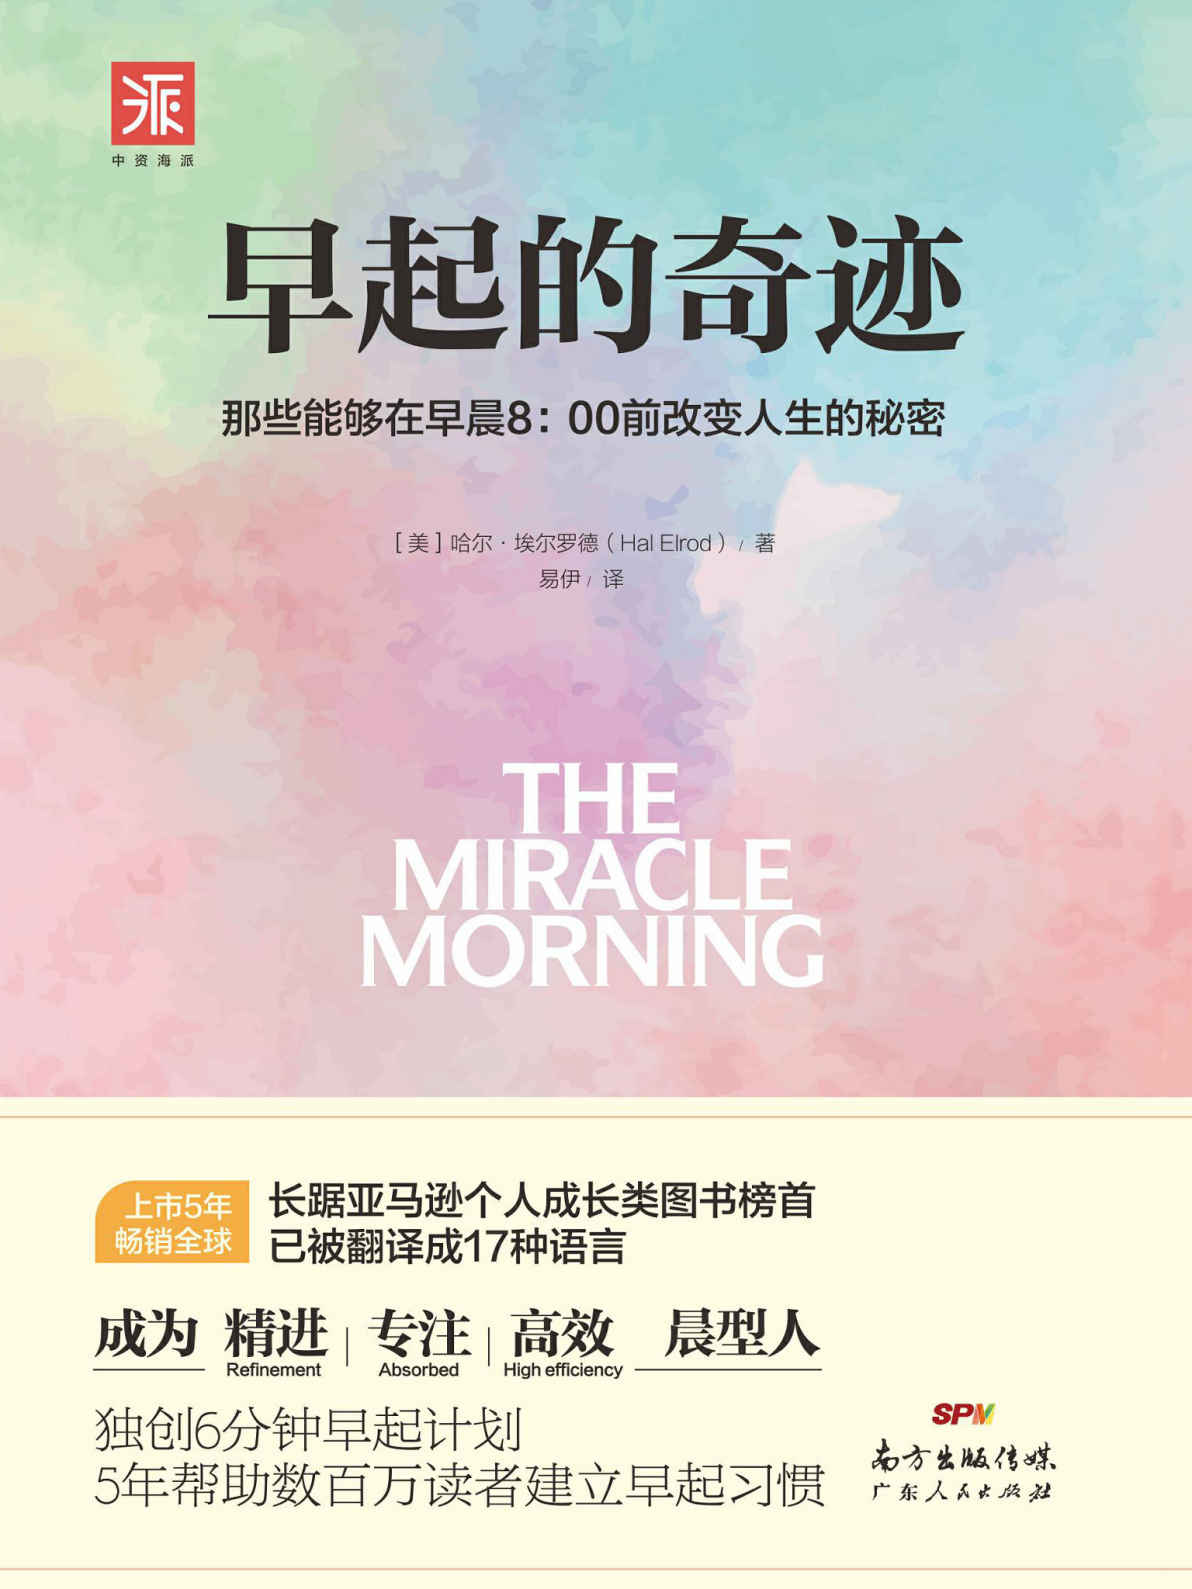 派
中资海派
早起的奇迹
那些能够在早晨8：00前改变人生的秘密
[美]哈尔·埃尔罗德（Hal Elrod）/ 著
易伊/ 译
THE
MIRACLE
MORNING
上市5年
畅销全球
长踞亚马逊个人成长类图书榜首
已被翻译成17种语言
成为 精进 | 专注 | 高效 晨型人
Refinement Absorbed High efficiency
独创6分钟早起计划
5年帮助数百万读者建立早起习惯
SPM
南方出版传媒
广东人民出版社